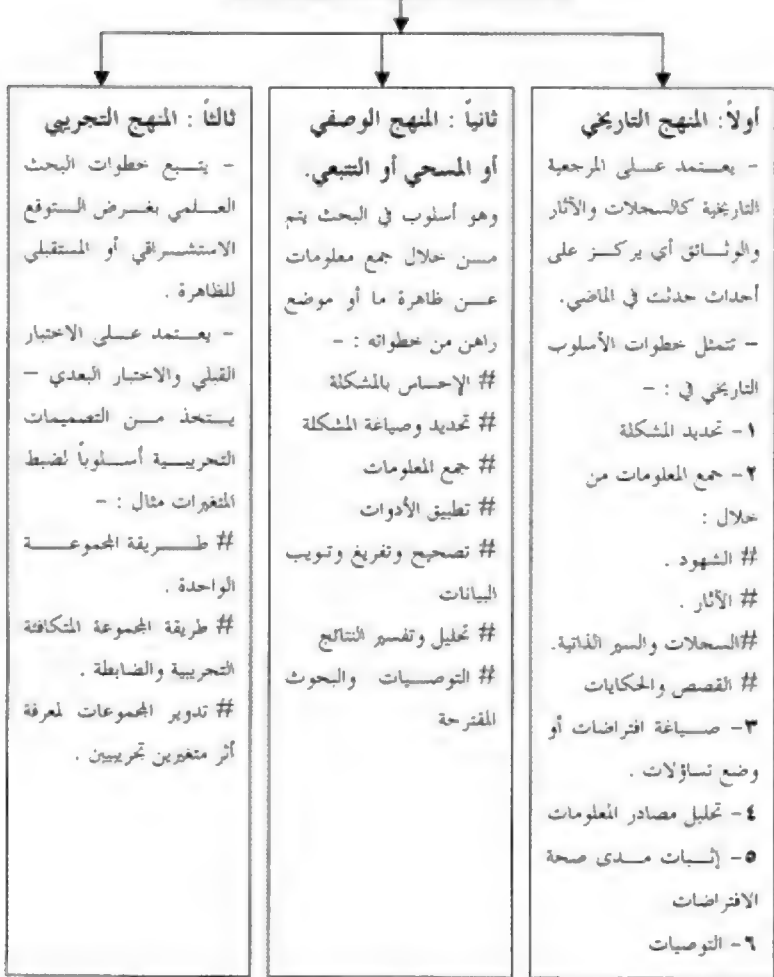 أولاً: المنهج التاريخي
- يعتمد على المرجعية
التاريخية كالسجلات والآثار
والوثائق أي يركز على
أحداث حدثت في الماضي.
- تتمثل خطوات الأسلوب
التاريخي في : -
١- تحديد المشكلة
٢- جمع المعلومات من
خلال :
# الشهود .
# الآثار .
#السجلات والسير الذاتية.
# القصص والحكايات
٣- صياغة افتراضات أو
وضع تساؤلات .
٤- تحليل مصادر المعلومات
٥- إثبات مدى صحة
الافتراضات
٦- التوصيات
ثانياً : المنهج الوصفي
أو المسحي أو التتبعي.
وهو أسلوب في البحث يتم
من خلال جمع معلومات
عن ظاهرة ما أو موضع
راهن من خطواته : -
# الإحساس بالمشكلة
# تحديد وصياغة المشكلة
# جمع المعلومات
# تطبيق الأدوات
# تصحيح وتفريغ وتبويب
البيانات
# تحليل وتفسير النتائج
# التوصيات والبحوث
المقترحة
ثالثاً : المنهج التجريبي
- يتبع خطوات البحث
العلمي بغرض التوقع
الاستشراقي أو المستقبلي
للظاهرة .
- يعتمد على الاختبار
القبلي والاختبار البعدي -
يتخذ من التصميمات
التجريبية أسلوباً لضبط
المتغيرات مثال : -
# طريقة المجموعة
الواحدة .
# طريقة المجموعة المتكافئة
التجريبية والضابطة .
# تدوير المجموعات لمعرفة
أثر متغيرين تجريبيين .